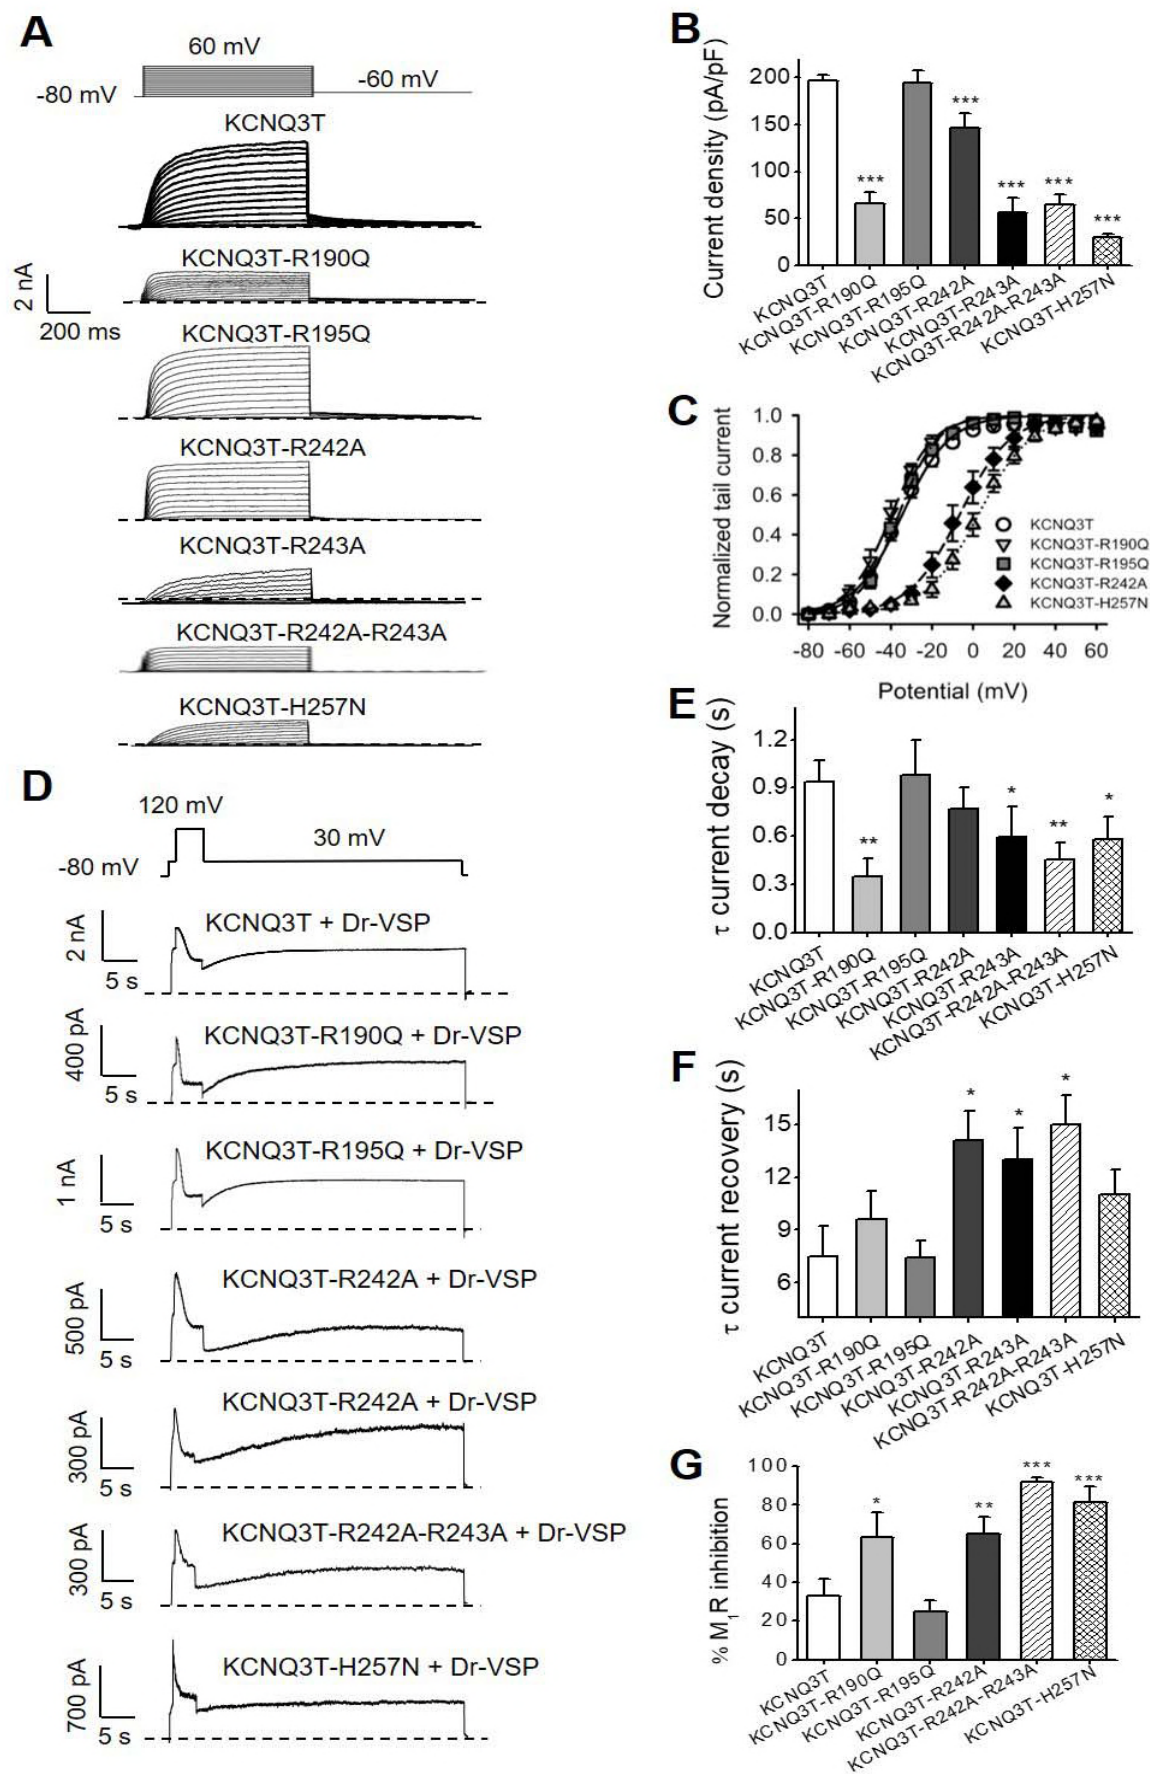 A
60 mV
-80 mV
-60 mV
KCNQ3T
KCNQ3T-R190Q
2 nA
200 ms
KCNQ3T-R195Q
KCNQ3T-R242A
KCNQ3T-R243A
KCNQ3T-R242A-R243A
KCNQ3T-H257N
B
Current density (pA/pF)
200
150
100
50
0
***
***
***
***
***
KCNQ3T
KCNQ3T-R190Q
KCNQ3T-R195Q
KCNQ3T-R242A
KCNQ3T-R243A
KCNQ3T-R242A-R243A
KCNQ3T-H257N
C
Normalized tail current
1.0
0.8
0.6
0.4
0.2
0.0
KCNQ3T
KCNQ3T-R190Q
KCNQ3T-R195Q
KCNQ3T-R242A
KCNQ3T-H257N
-80 -60 -40 -20 0 20 40 60
Potential (mV)
D
120 mV
30 mV
-80 mV
KCNQ3T + Dr-VSP
2 nA
5 s
KCNQ3T-R190Q + Dr-VSP
400 pA
5 s
KCNQ3T-R195Q + Dr-VSP
1 nA
5 s
KCNQ3T-R242A + Dr-VSP
500 pA
5 s
KCNQ3T-R242A + Dr-VSP
300 pA
5 s
KCNQ3T-R242A-R243A + Dr-VSP
300 pA
5 s
KCNQ3T-H257N + Dr-VSP
700 pA
5 s
E
τ current decay (s)
1.2
0.9
0.6
0.3
0.0
**
*
**
*
KCNQ3T
KCNQ3T-R190Q
KCNQ3T-R195Q
KCNQ3T-R242A
KCNQ3T-R243A
KCNQ3T-R242A-R243A
KCNQ3T-H257N
F
τ current recovery (s)
15
12
9
6
*
*
*
KCNQ3T
KCNQ3T-R190Q
KCNQ3T-R195Q
KCNQ3T-R242A
KCNQ3T-R243A
KCNQ3T-R242A-R243A
KCNQ3T-H257N
G
% M1R inhibition
100
80
60
40
20
0
*
**
***
***
KCNQ3T
KCNQ3T-R190Q
KCNQ3T-R195Q
KCNQ3T-R242A
KCNQ3T-R242A-R243A
KCNQ3T-H257N